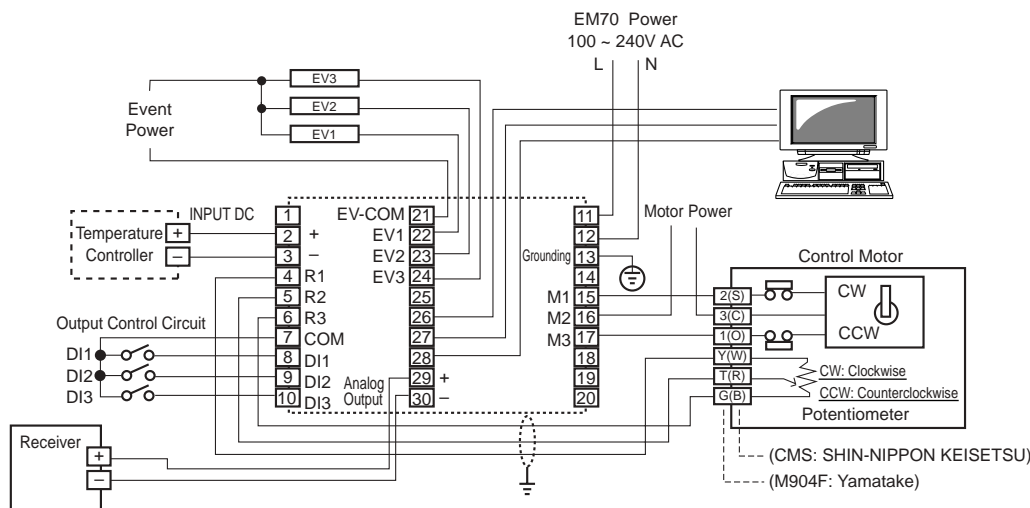 EM70 Power
100 ~ 240V AC
L N
EV3
EV2
EV1
Event
Power
INPUT DC
Temperature +
Controller −
1
2 +
3 −
4 R1
5 R2
6 R3
7 COM
8 DI1
9 DI2
10 DI3
EV-COM 21
EV1 22
EV2 23
EV3 24
25
26
27
28
Analog
Output
29 +
30 −
11
12
Grounding 13
14
M1 15
M2 16
M3 17
18
19
20
Output Control Circuit
DI1
DI2
DI3
Receiver
+
−
Motor Power
Control Motor
2(S)
3(C)
1(O)
Y(W)
T(R)
G(B)
CW
CCW
CW: Clockwise
CCW: Counterclockwise
Potentiometer
(CMS: SHIN-NIPPON KEISETSU)
(M904F: Yamatake)